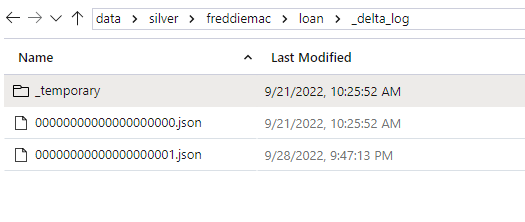 data > silver > freddiemac > loan > _delta_log
Name Last Modified
_temporary 9/21/2022, 10:25:52 AM
00000000000000000000.json 9/21/2022, 10:25:52 AM
00000000000000000001.json 9/28/2022, 9:47:13 PM